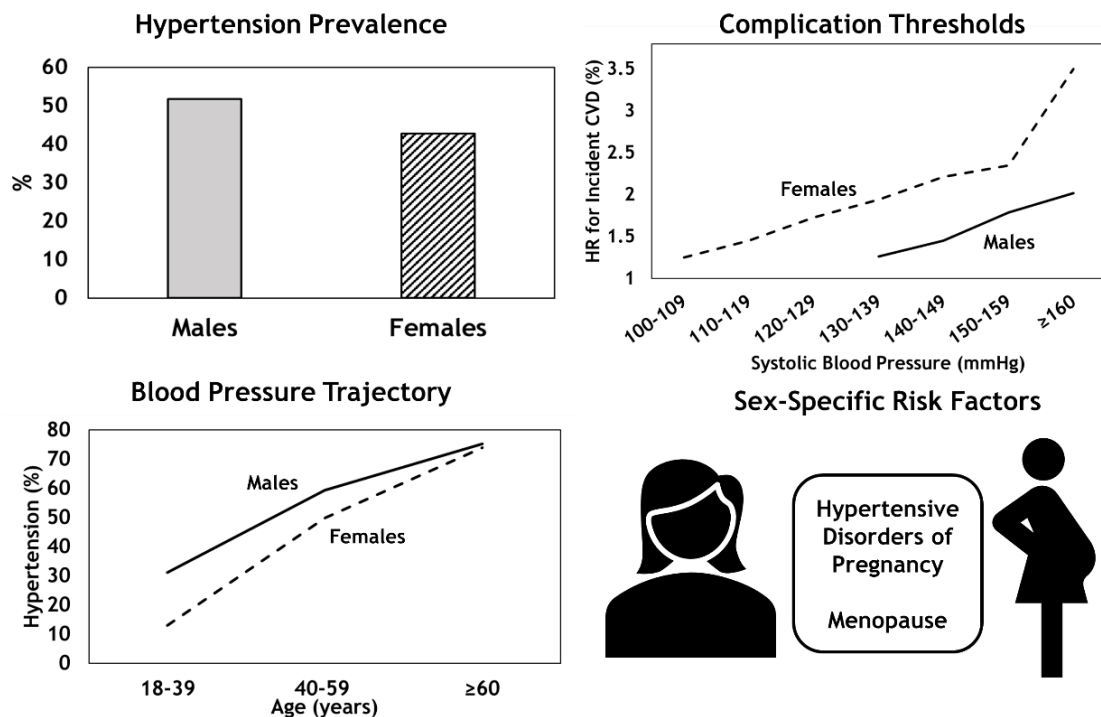 Hypertension Prevalence
60
50
40
30
20
10
0
%
Males
Females
Complication Thresholds
HR for Incident CVD (%)
3.5
3
2.5
2
1.5
1
Females
Males
100-109
110-119
120-129
130-139
140-149
150-159
≥160
Systolic Blood Pressure (mmHg)
Blood Pressure Trajectory
Hypertension (%)
80
70
60
50
40
30
20
10
0
Males
Females
18-39
40-59
≥60
Age (years)
Sex-Specific Risk Factors
Hypertensive
Disorders of
Pregnancy
Menopause